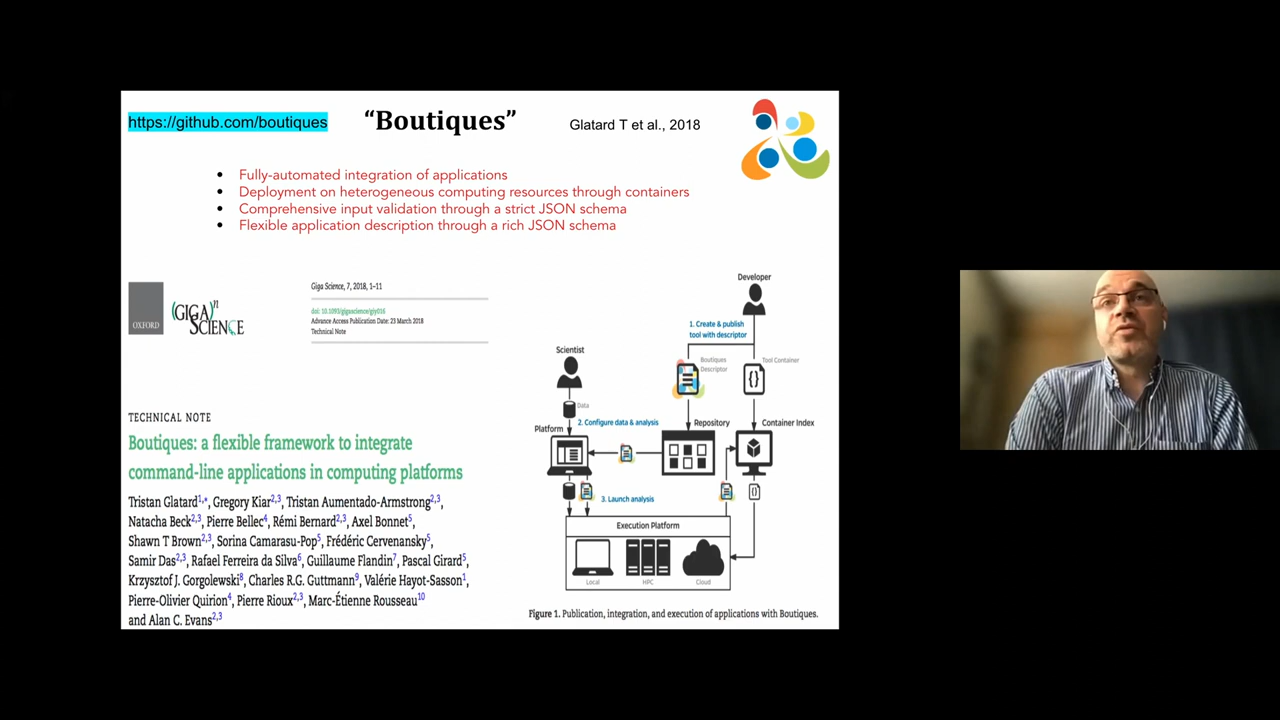 https://github.com/boutiques
“Boutiques”
Glatard T et al., 2018
• Fully-automated integration of applications
• Deployment on heterogeneous computing resources through containers
• Comprehensive input validation through a strict JSON schema
• Flexible application description through a rich JSON schema
OXFORD
(GIGA)n
SCIENCE
Giga Science, 7, 2018, 1–11
doi: 10.1093/gigascience/giy016
Advance Access Publication Date: 23 March 2018
Technical Note
TECHNICAL NOTE
Boutiques: a flexible framework to integrate
command-line applications in computing platforms
Tristan Glatard1,*, Gregory Kiar2,3, Tristan Aumentado-Armstrong2,3,
Natacha Beck2,3, Pierre Bellec4, Rémi Bernard2,3, Axel Bonnet5,
Shawn T Brown2,3, Sorina Camarasu-Pop5, Frédéric Cervenansky5,
Samir Das2,3, Rafael Ferreira da Silva6, Guillaume Flandin7, Pascal Girard5,
Krzysztof J. Gorgolewski8, Charles R.G. Guttmann9, Valérie Hayot-Sasson1,
Pierre-Olivier Quirion4, Pierre Rioux2,3, Marc-Étienne Rousseau10
and Alan C. Evans2,3
Developer
1. Create & publish
tool with descriptor
Boutiques
Descriptor
Tool Container
{}
Scientist
Data
2. Configure data & analysis
Platform
Repository
Container Index
3. Launch analysis
{}
Execution Platform
Local
HPC
Cloud
Figure 1. Publication, integration, and execution of applications with Boutiques.